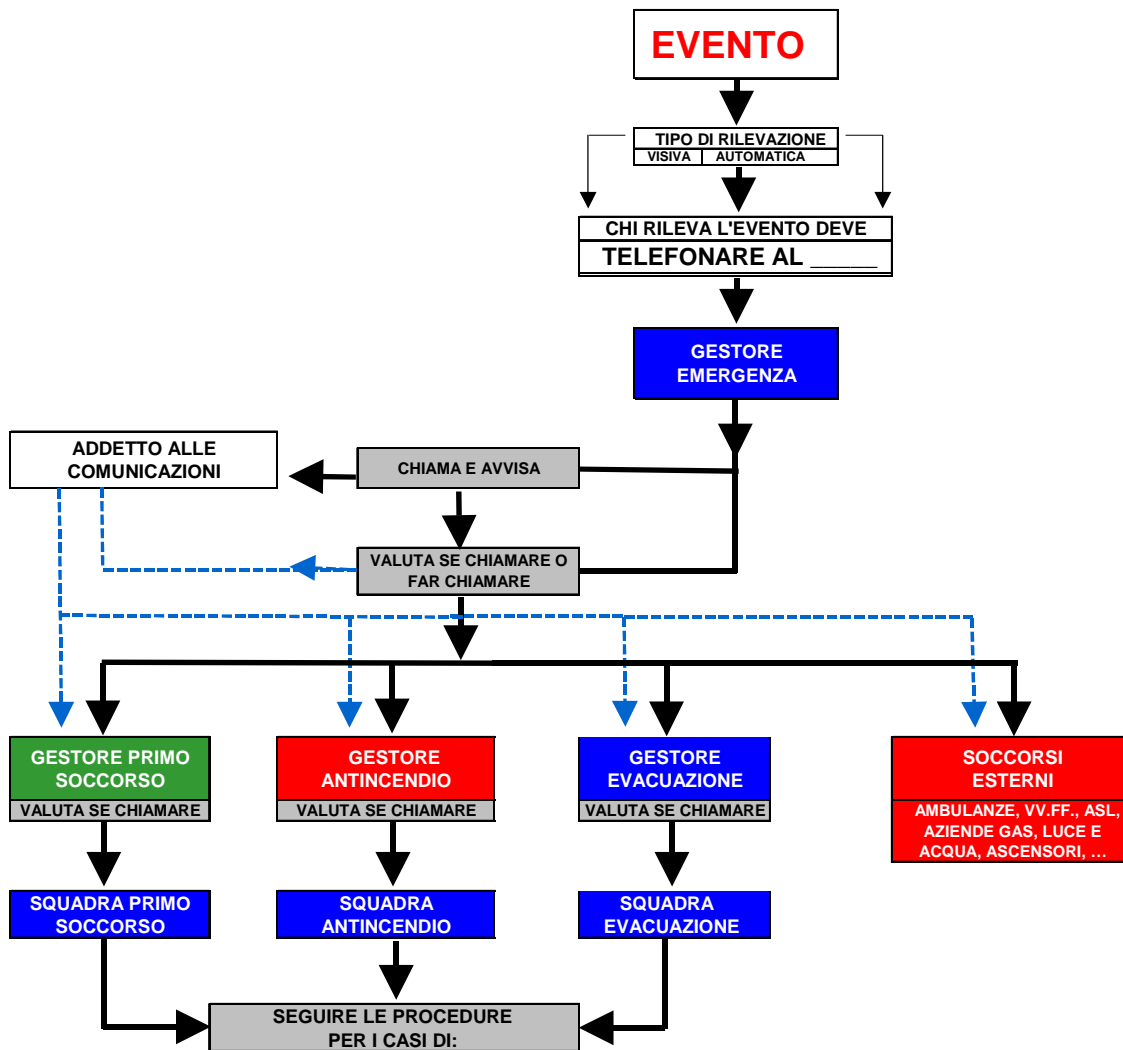 EVENTO
TIPO DI RILEVAZIONE
VISIVA AUTOMATICA
CHI RILEVA L'EVENTO DEVE
TELEFONARE AL _____
GESTORE
EMERGENZA
ADDETTO ALLE
COMUNICAZIONI
CHIAMA E AVVISA
VALUTA SE CHIAMARE O
FAR CHIAMARE
GESTORE PRIMO
SOCCORSO
VALUTA SE CHIAMARE
GESTORE
ANTINCENDIO
VALUTA SE CHIAMARE
GESTORE
EVACUAZIONE
VALUTA SE CHIAMARE
SOCCORSI
ESTERNI
AMBULANZE, VV.FF., ASL,
AZIENDE GAS, LUCE E
ACQUA, ASCENSORI, ...
SQUADRA PRIMO
SOCCORSO
SQUADRA
ANTINCENDIO
SQUADRA
EVACUAZIONE
SEGUIRE LE PROCEDURE
PER I CASI DI: